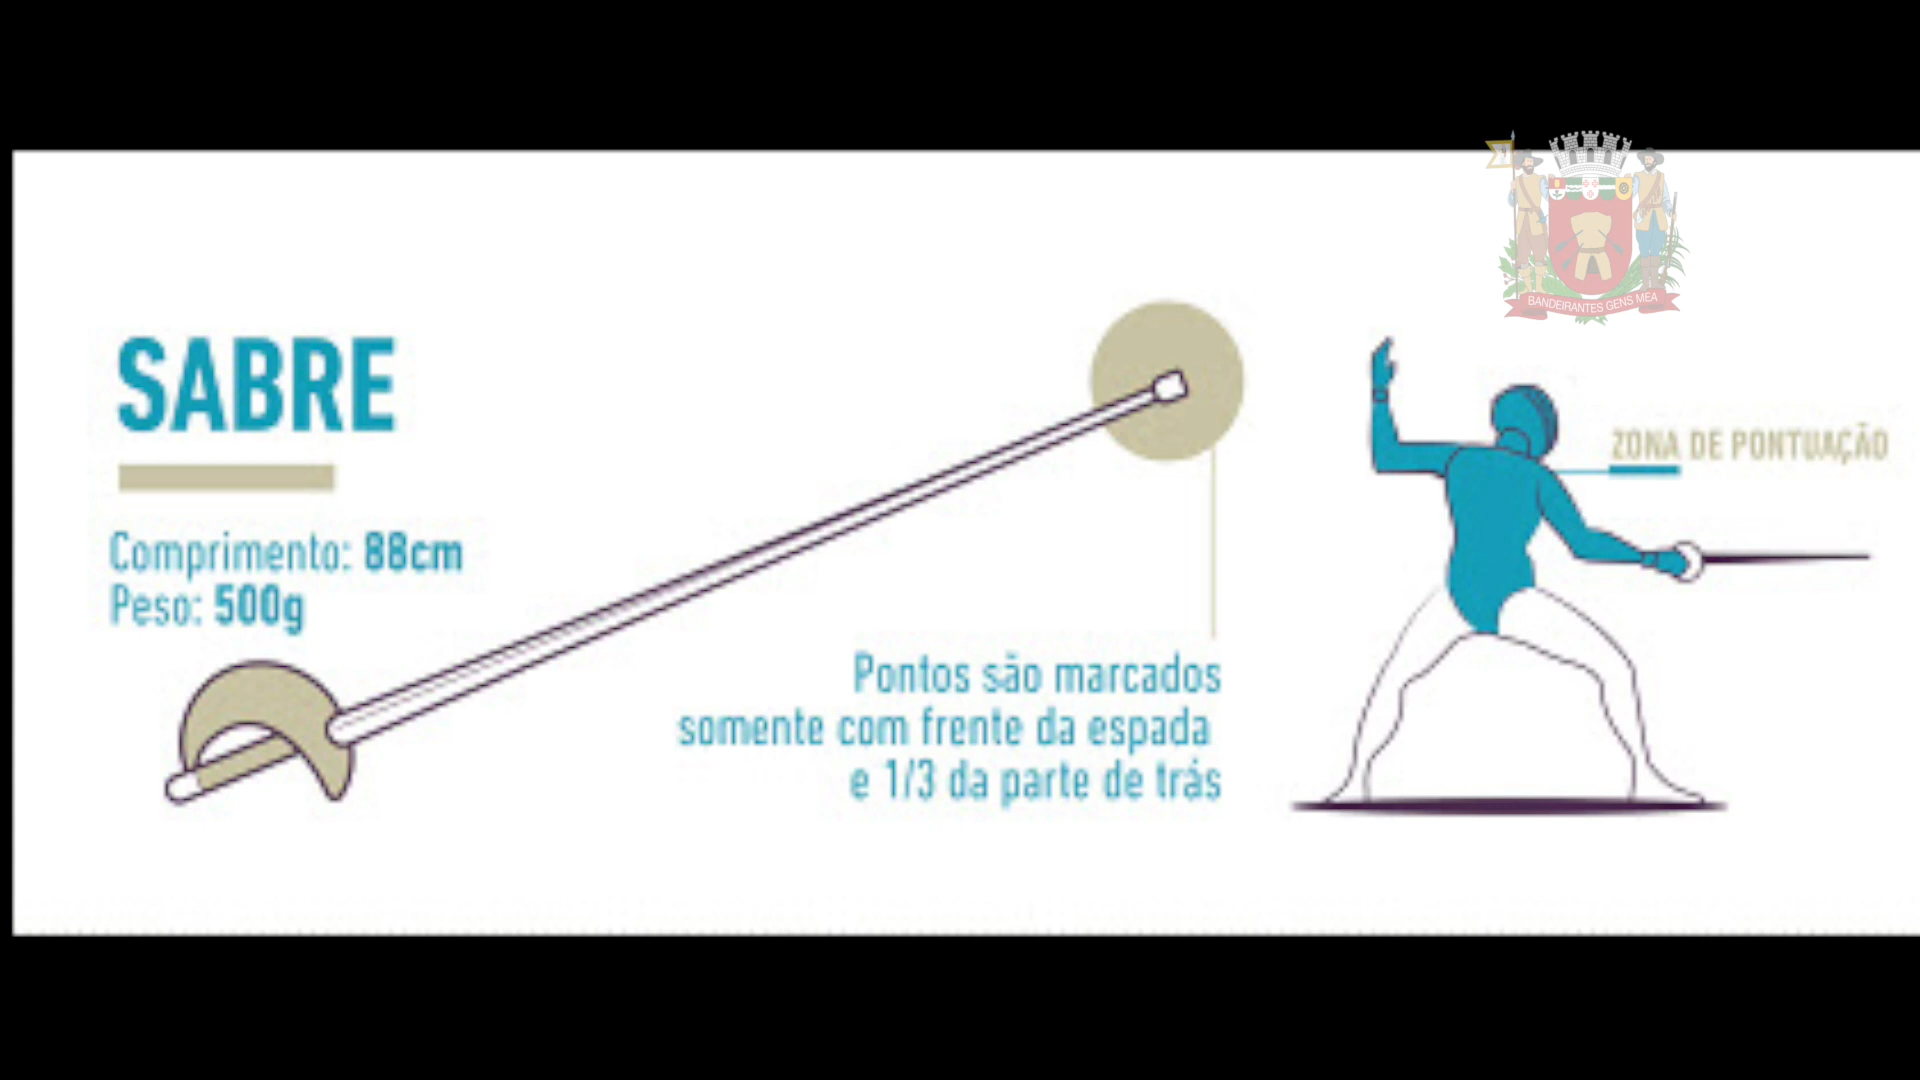 BANDEIRANTES GENS MEA
SABRE
ZONA DE PONTUAÇÃO
Comprimento: 88cm
Peso: 500g
Pontos são marcados
somente com frente da espada
e 1/3 da parte de trás